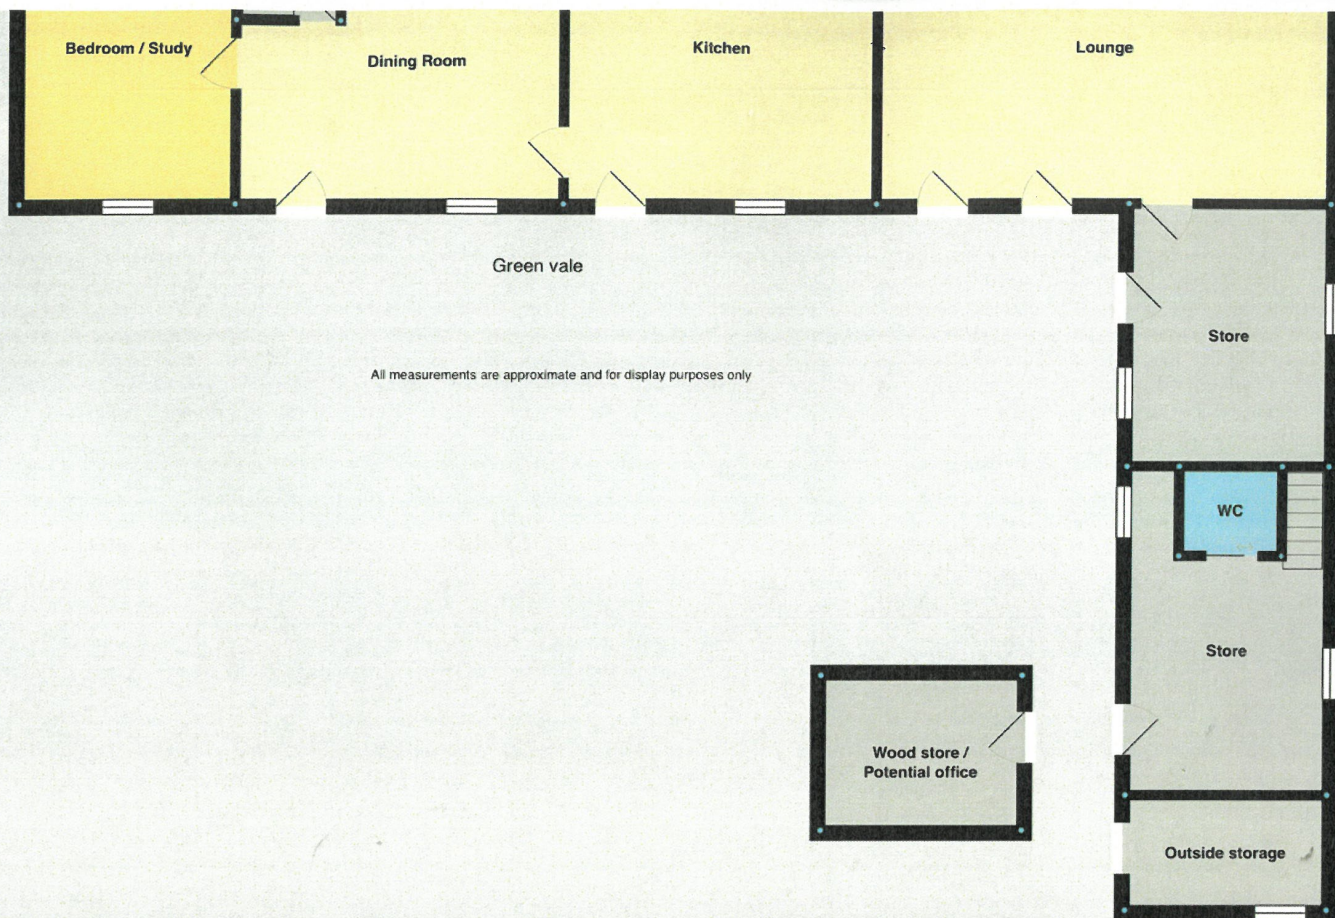 Bedroom / Study
Dining Room
Kitchen
Lounge
Green vale
All measurements are approximate and for display purposes only
Store
WC
Store
Wood store /
Potential office
Outside storage